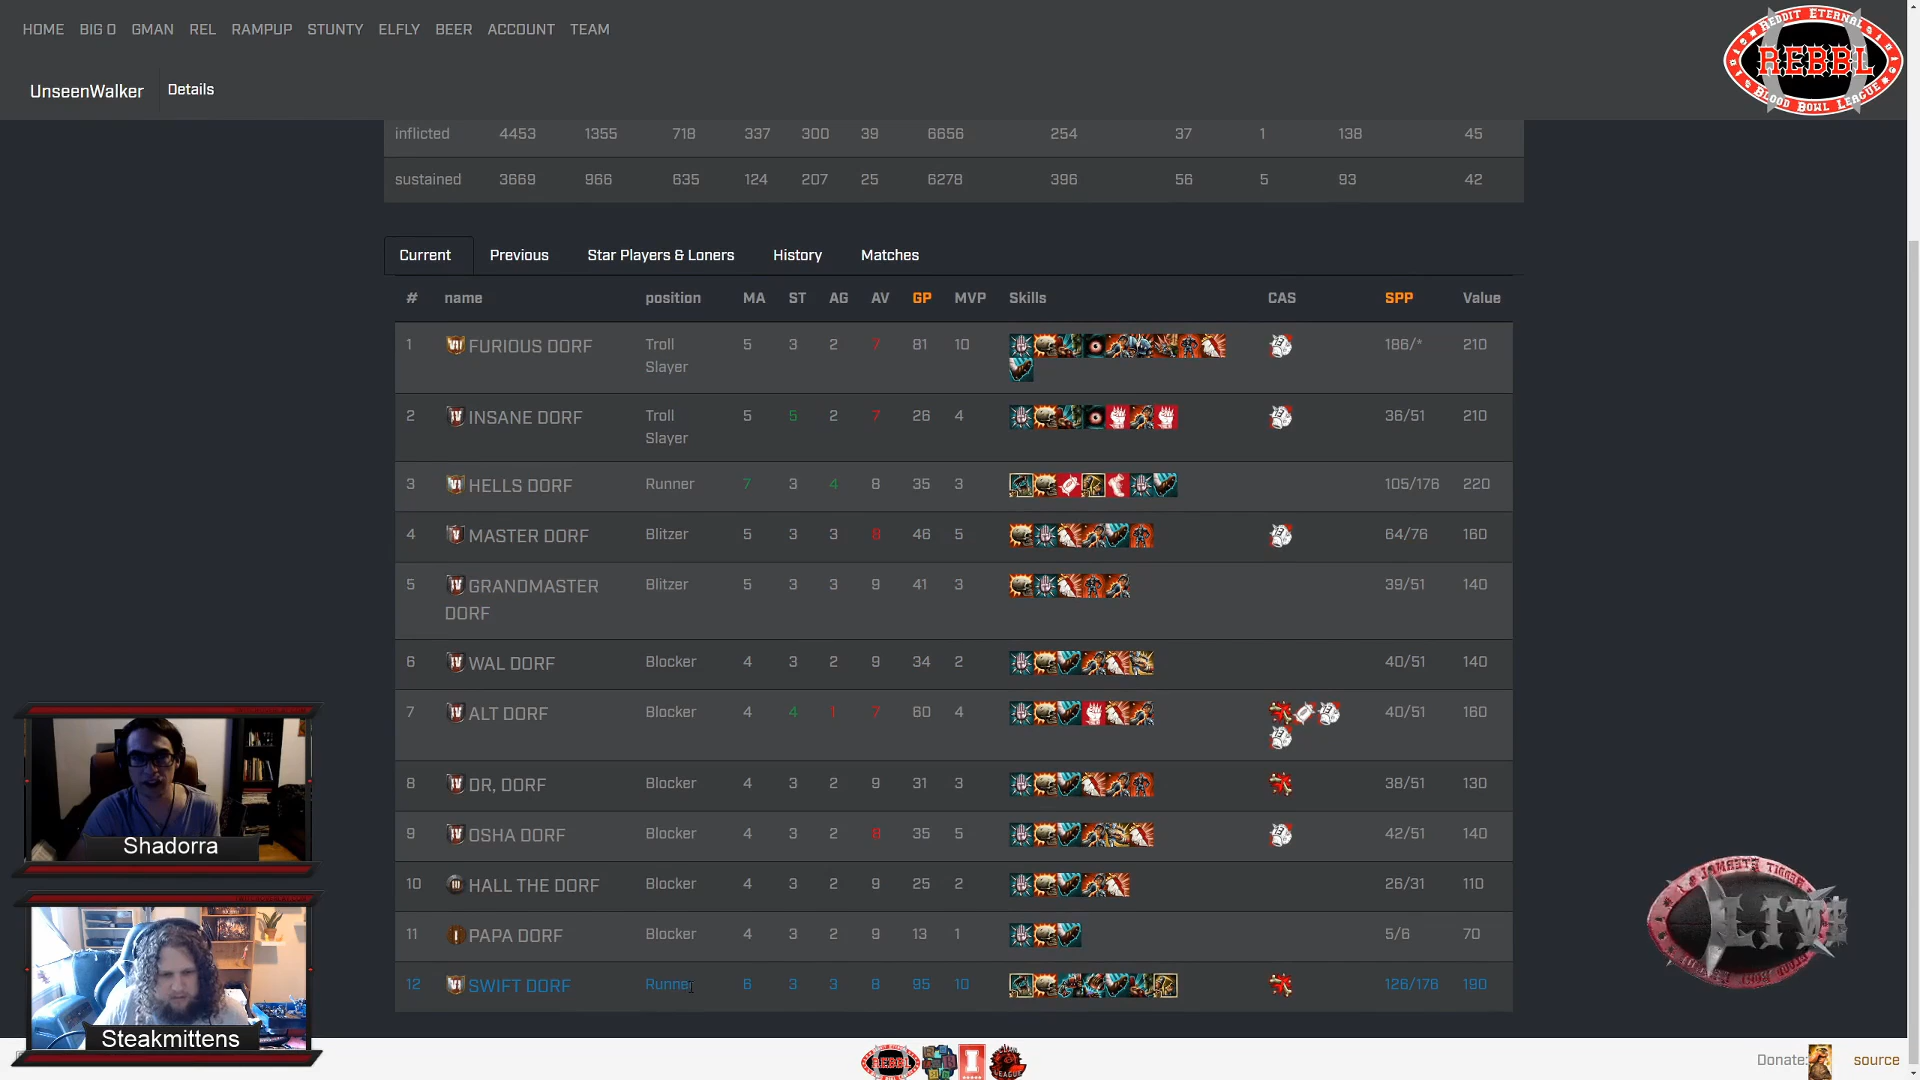 HOME BIG O GMAN REL RAMPUP STUNTY ELFLY BEER ACCOUNT TEAM
REDDIT ETERNAL
REBBL
BLOOD BOWL LEAGUE
UnseenWalker Details
inflicted 4453 1355 718 337 300 39 6656 254 37 1 138 45
sustained 3669 966 635 124 207 25 6278 396 56 5 93 42
Current Previous Star Players & Loners History Matches
# name position MA ST AG AV GP MVP Skills CAS SPP Value
1 FURIOUS DORF Troll Slayer 5 3 2 7 81 10 186/* 210
2 INSANE DORF Troll Slayer 5 5 2 7 26 4 36/51 210
3 HELLS DORF Runner 7 3 4 8 35 3 105/176 220
4 MASTER DORF Blitzer 5 3 3 8 46 5 64/76 160
5 GRANDMASTER DORF Blitzer 5 3 3 9 41 3 39/51 140
6 WAL DORF Blocker 4 3 2 9 34 2 40/51 140
7 ALT DORF Blocker 4 4 1 7 60 4 40/51 160
8 DR, DORF Blocker 4 3 2 9 31 3 38/51 130
9 OSHA DORF Blocker 4 3 2 8 35 5 42/51 140
10 HALL THE DORF Blocker 4 3 2 9 25 2 26/31 110
11 PAPA DORF Blocker 4 3 2 9 13 1 5/6 70
12 SWIFT DORF Runner 6 3 3 8 95 10 126/176 190
Shadorra
Steakmittens
LIVE
REBBL
Donate: source